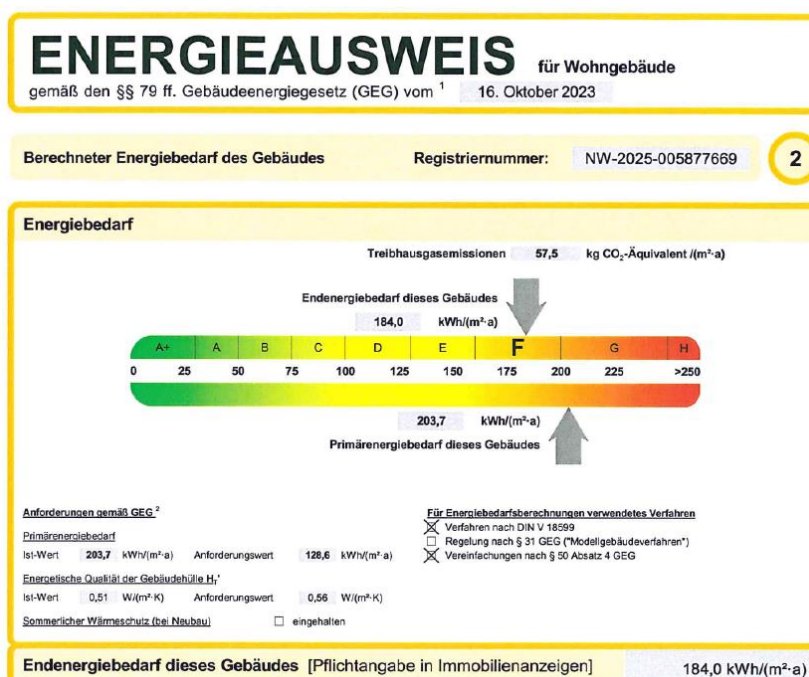 ENERGIEAUSWEIS für Wohngebäude
gemäß den §§ 79 ff. Gebäudeenergiegesetz (GEG) vom ¹ 16. Oktober 2023
Berechneter Energiebedarf des Gebäudes Registriernummer: NW-2025-005877669 2
Energiebedarf
Treibhausgasemissionen 57,5 kg CO₂-Äquivalent /(m²·a)
Endenergiebedarf dieses Gebäudes
184,0 kWh/(m²·a)
A+ A B C D E F G H
0 25 50 75 100 125 150 175 200 225 >250
203,7 kWh/(m²·a)
Primärenergiebedarf dieses Gebäudes
Anforderungen gemäß GEG ²
Primärenergiebedarf
Ist-Wert 203,7 kWh/(m²·a) Anforderungswert 128,6 kWh/(m²·a)
Energetische Qualität der Gebäudehülle H_T'
Ist-Wert 0,51 W/(m²·K) Anforderungswert 0,56 W/(m²·K)
Sommerlicher Wärmeschutz (bei Neubau) ☐ eingehalten
Für Energiebedarfsberechnungen verwendetes Verfahren
☒ Verfahren nach DIN V 18599
☐ Regelung nach § 31 GEG ("Modellgebäudeverfahren")
☒ Vereinfachungen nach § 50 Absatz 4 GEG
Endenergiebedarf dieses Gebäudes [Pflichtangabe in Immobilienanzeigen] 184,0 kWh/(m²·a)